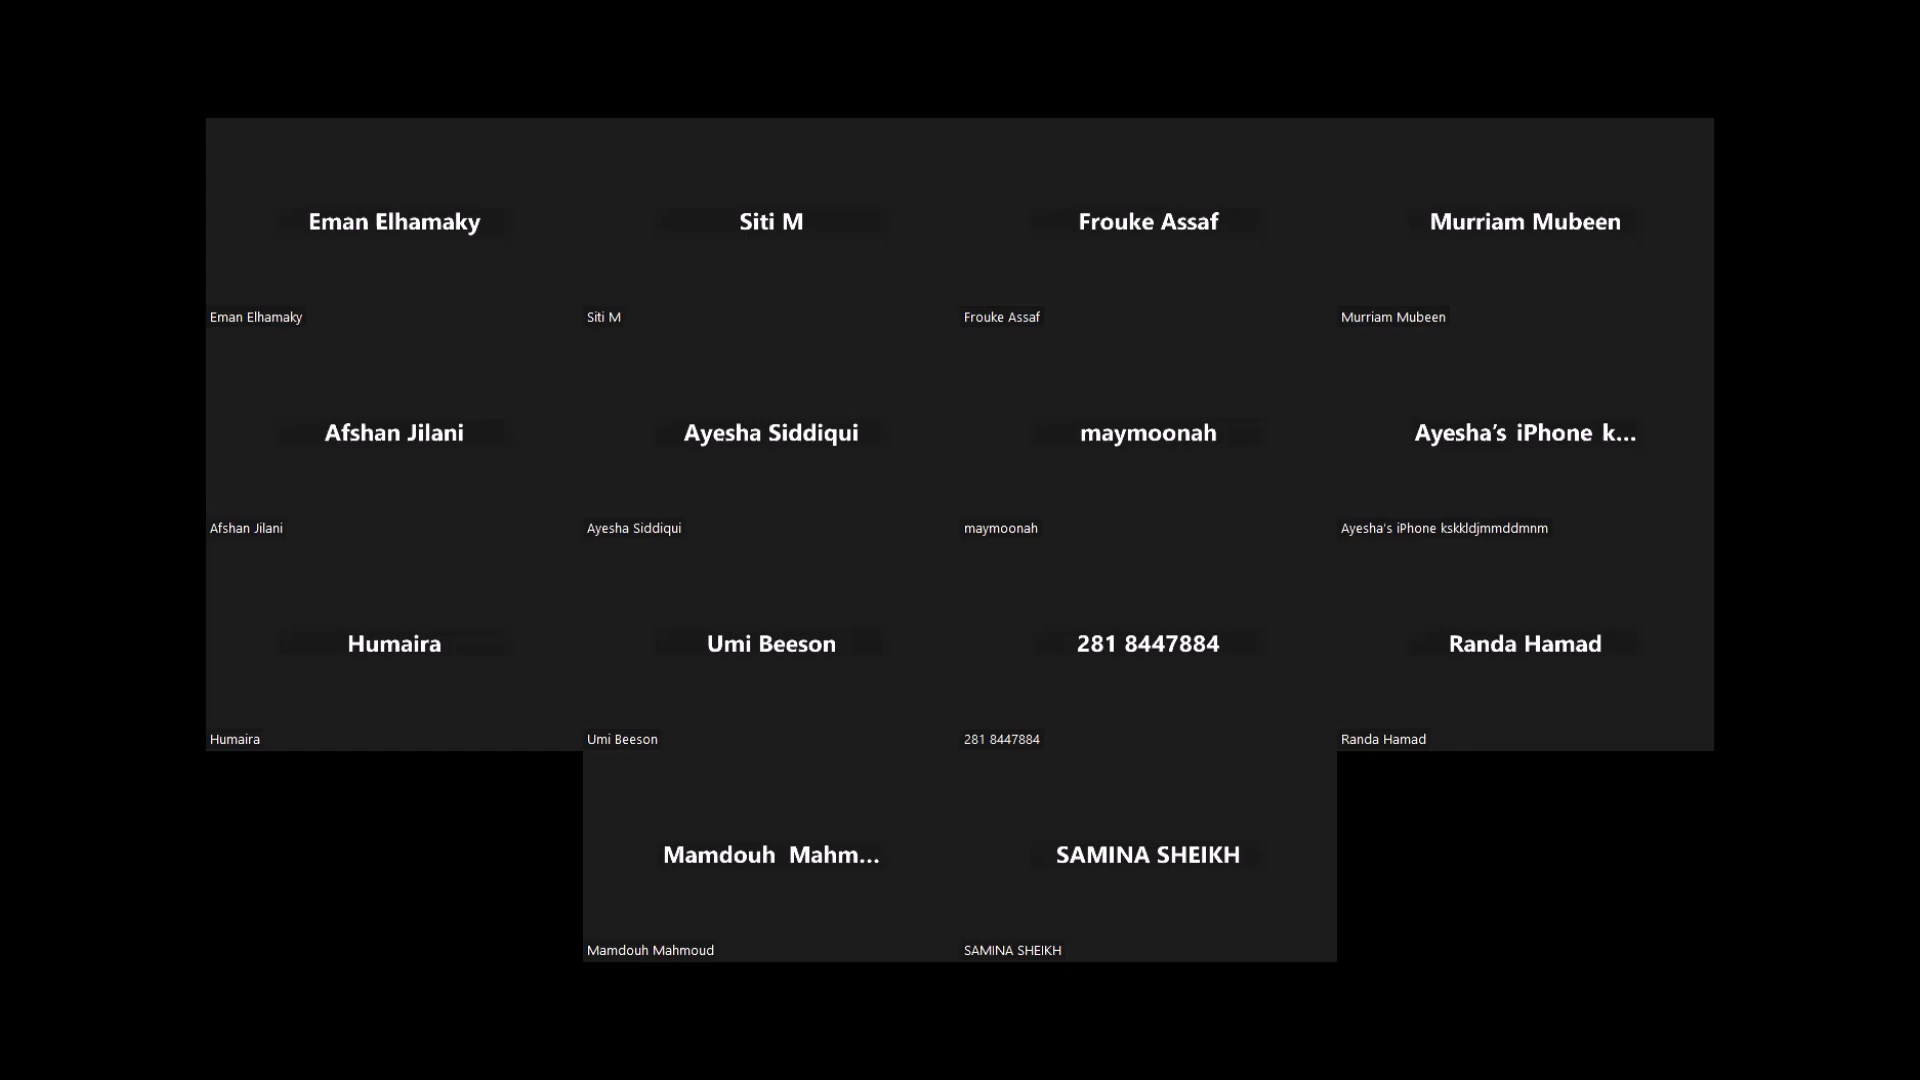 Eman Elhamaky
Siti M
Frouke Assaf
Murriam Mubeen
Eman Elhamaky
Siti M
Frouke Assaf
Murriam Mubeen
Afshan Jilani
Ayesha Siddiqui
maymoonah
Ayesha’s iPhone k...
Afshan Jilani
Ayesha Siddiqui
maymoonah
Ayesha's iPhone kskkldjmmddmnm
Humaira
Umi Beeson
281 8447884
Randa Hamad
Humaira
Umi Beeson
281 8447884
Randa Hamad
Mamdouh Mahm...
SAMINA SHEIKH
Mamdouh Mahmoud
SAMINA SHEIKH